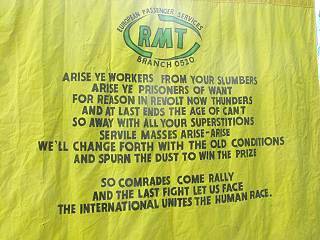 EUROPEAN PASSENGER SERVICES
RMT
BRANCH 0530
ARISE YE WORKERS FROM YOUR SLUMBERS
ARISE YE PRISONERS OF WANT
FOR REASON IN REVOLT NOW THUNDERS
AND AT LAST ENDS THE AGE OF CANT
SO AWAY WITH ALL YOUR SUPERSTITIONS
SERVILE MASSES ARISE-ARISE
WE'LL CHANGE FORTH WITH THE OLD CONDITIONS
AND SPURN THE DUST TO WIN THE PRIZE
SO COMRADES COME RALLY
AND THE LAST FIGHT LET US FACE
THE INTERNATIONAL UNITES THE HUMAN RACE.